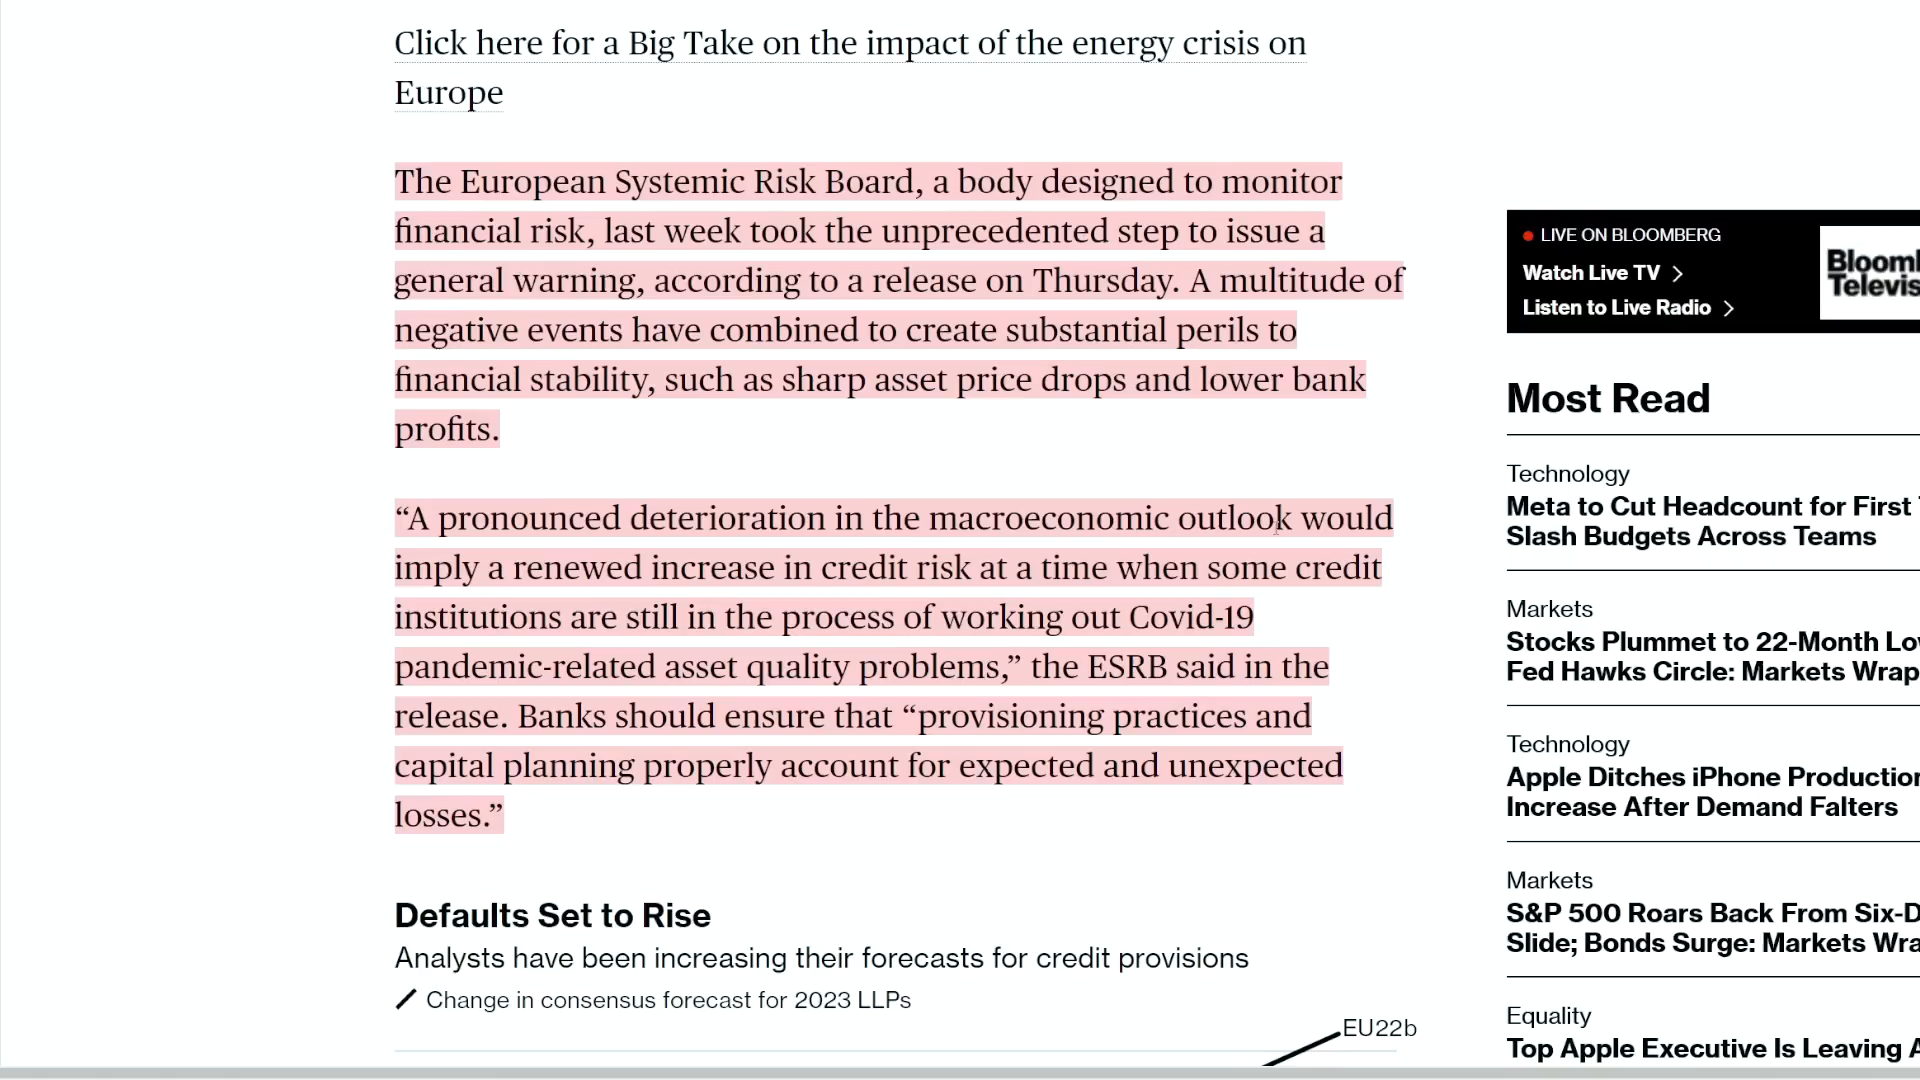 Click here for a Big Take on the impact of the energy crisis on
Europe
The European Systemic Risk Board, a body designed to monitor
financial risk, last week took the unprecedented step to issue a
general warning, according to a release on Thursday. A multitude of
negative events have combined to create substantial perils to
financial stability, such as sharp asset price drops and lower bank
profits.
“A pronounced deterioration in the macroeconomic outlook would
imply a renewed increase in credit risk at a time when some credit
institutions are still in the process of working out Covid-19
pandemic-related asset quality problems,” the ESRB said in the
release. Banks should ensure that “provisioning practices and
capital planning properly account for expected and unexpected
losses.”
Defaults Set to Rise
Analysts have been increasing their forecasts for credit provisions
Change in consensus forecast for 2023 LLPs
EU22b
LIVE ON BLOOMBERG
Watch Live TV
Listen to Live Radio
Most Read
Technology
Meta to Cut Headcount for First
Slash Budgets Across Teams
Markets
Stocks Plummet to 22-Month
Fed Hawks Circle: Markets Wrap
Technology
Apple Ditches iPhone
Increase After Demand Falters
Markets
S&P 500 Roars Back From
Slide; Bonds Surge: Markets
Equality
Top Apple Executive Is Leaving